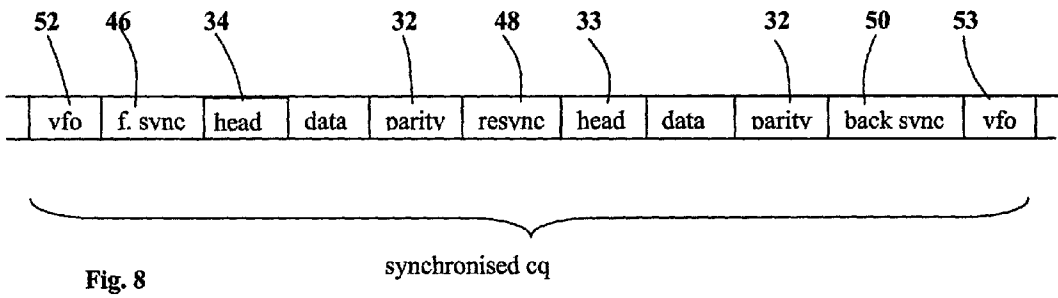 52 46 34 32 48 33 32 50 53
vfo f. sync head data parity resync head data parity back sync vfo
synchronised cq
Fig. 8